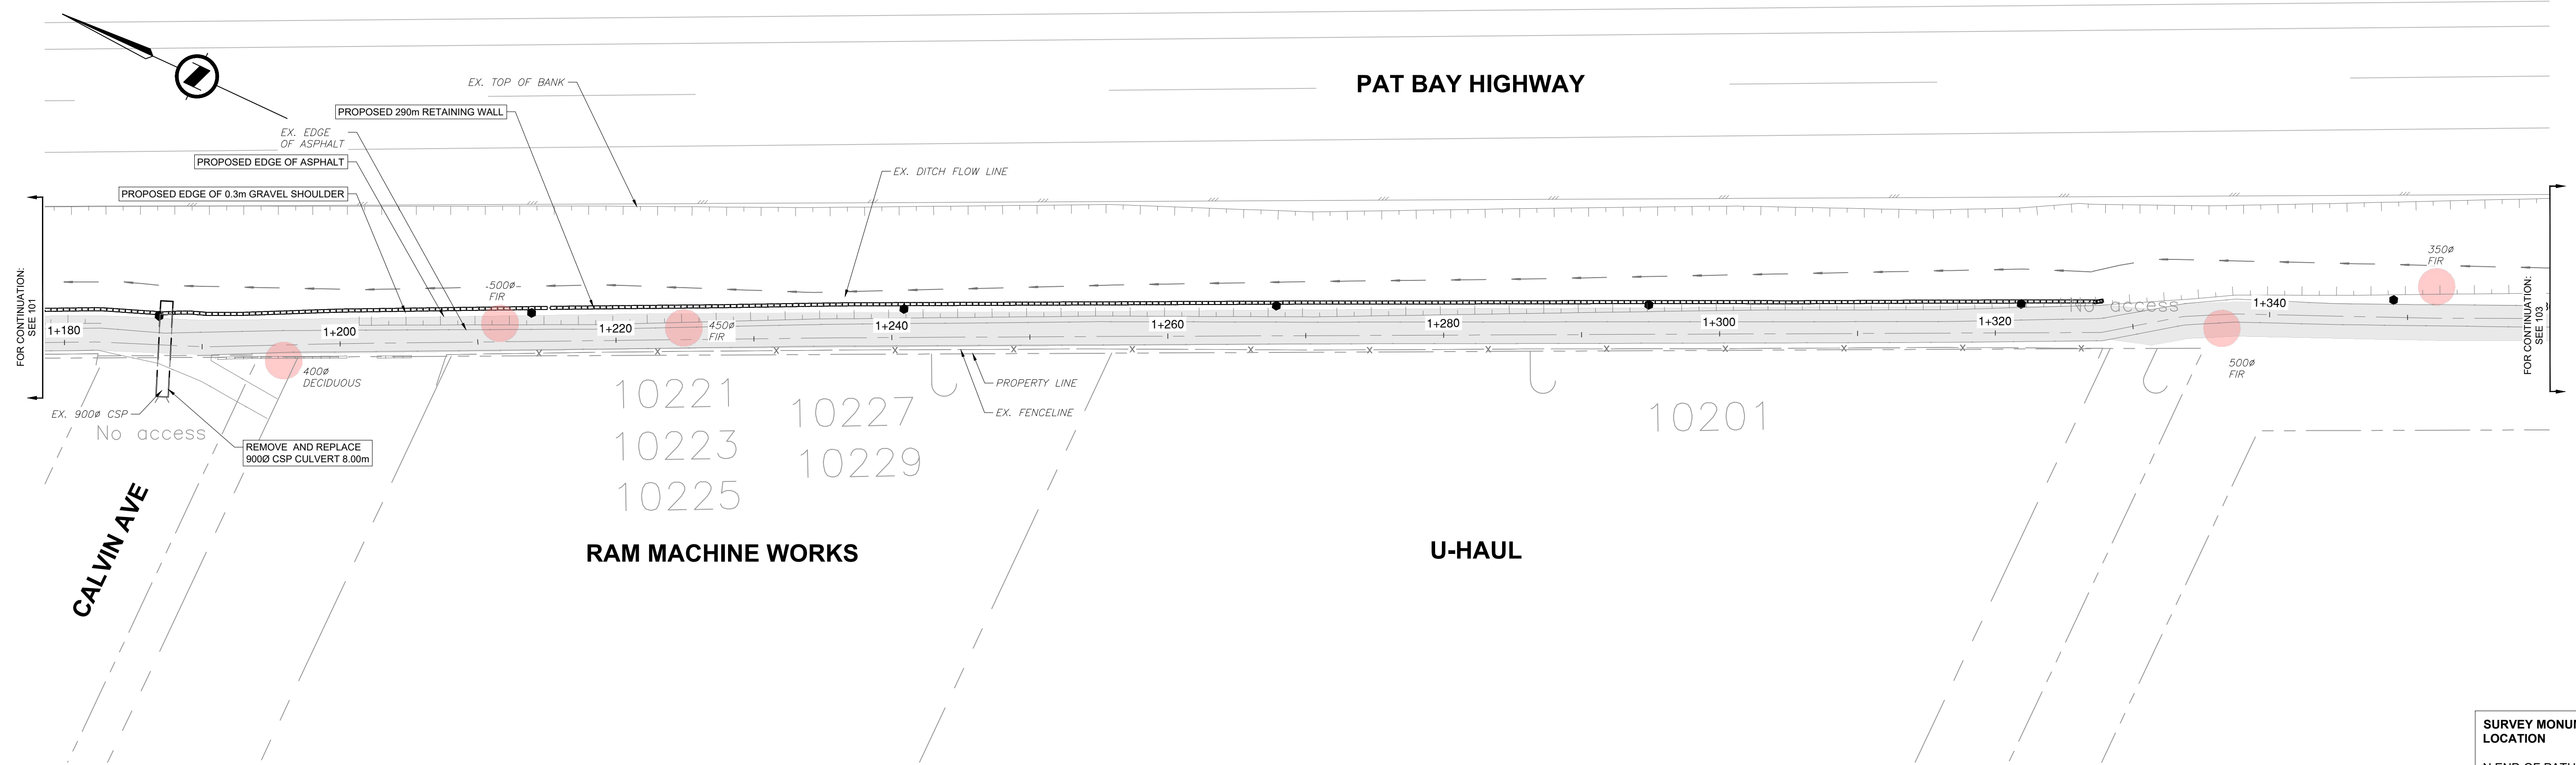 PAT BAY HIGHWAY
EX. TOP OF BANK
PROPOSED 290m RETAINING WALL
EX. EDGE
OF ASPHALT
PROPOSED EDGE OF ASPHALT
PROPOSED EDGE OF 0.3m GRAVEL SHOULDER
EX. DITCH FLOW LINE
FOR CONTINUATION:
SEE 101
500ø
FIR
450ø
FIR
350ø
FIR
FOR CONTINUATION:
SEE 103
1+180
1+200
1+220
1+240
1+260
1+280
1+300
1+320
1+340
No access
400ø
DECIDUOUS
500ø
FIR
PROPERTY LINE
EX. FENCELINE
EX. 900ø CSP
No access
REMOVE AND REPLACE
900Ø CSP CULVERT 8.00m
10221
10223
10225
10227
10229
10201
CALVIN AVE
RAM MACHINE WORKS
U-HAUL
SURVEY
LOCATION